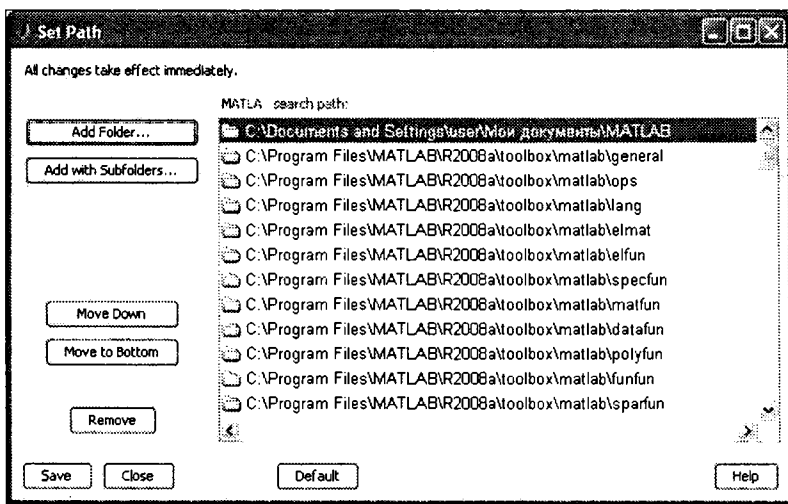 Set Path
All changes take effect immediately.
MATLA search path:
Add Folder...
Add with Subfolders...
Move Down
Move to Bottom
Remove
C:\Documents and Settings\user\Мои документы\MATLAB
C:\Program Files\MATLAB\R2008a\toolbox\matlab\general
C:\Program Files\MATLAB\R2008a\toolbox\matlab\ops
C:\Program Files\MATLAB\R2008a\toolbox\matlab\lang
C:\Program Files\MATLAB\R2008a\toolbox\matlab\elmat
C:\Program Files\MATLAB\R2008a\toolbox\matlab\elfun
C:\Program Files\MATLAB\R2008a\toolbox\matlab\specfun
C:\Program Files\MATLAB\R2008a\toolbox\matlab\matfun
C:\Program Files\MATLAB\R2008a\toolbox\matlab\datafun
C:\Program Files\MATLAB\R2008a\toolbox\matlab\polyfun
C:\Program Files\MATLAB\R2008a\toolbox\matlab\funfun
C:\Program Files\MATLAB\R2008a\toolbox\matlab\sparfun
Save
Close
Default
Help